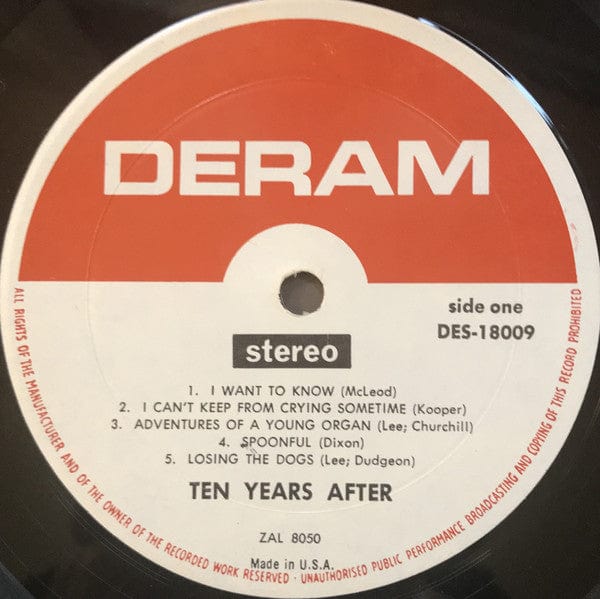 DERAM
side one
DES-18009
stereo
1. I WANT TO KNOW (McLeod)
2. I CAN'T KEEP FROM CRYING SOMETIME (Kooper)
3. ADVENTURES OF A YOUNG ORGAN (Lee; Churchill)
4. SPOONFUL (Dixon)
5. LOSING THE DOGS (Lee; Dudgeon)
TEN YEARS AFTER
ZAL 8050
Made in U.S.A.
ALL RIGHTS OF THE MANUFACTURER AND OF THE OWNER OF THE RECORDED WORK RESERVED · UNAUTHORISED PUBLIC PERFORMANCE BROADCASTING AND COPYING OF THIS RECORD PROHIBITED